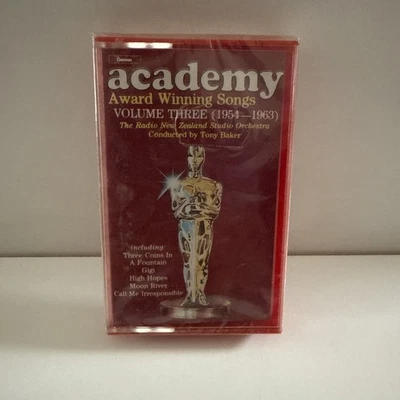 academy
Award Winning Songs
VOLUME THREE (1954—1963)
The Radio New Zealand Studio Orchestra
Conducted by Tony Baker
including:
Three Coins In
A Fountain
Gigi
High Hopes
Moon River
Call Me Irresponsible